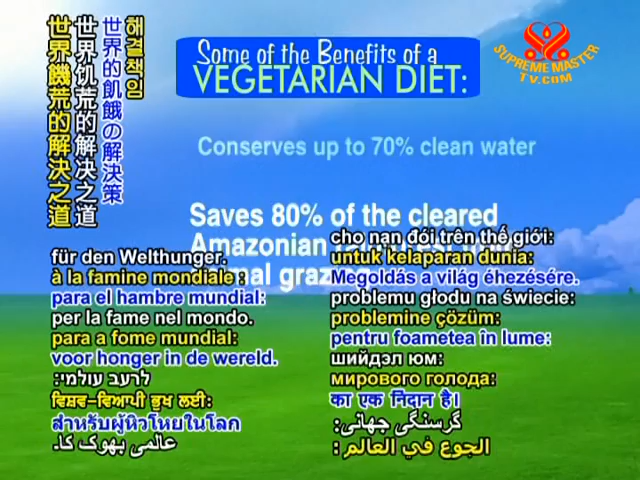 해결책임
世界的飢餓の解決策
世界饥荒的解决之道
世界饑荒的解決之道
Some of the Benefits of a
VEGETARIAN DIET:
SUPREME MASTER
TV.COM
Conserves up to 70% clean water
Saves 80% of the cleared
Amazonian
für den Welthunger.
à la famine mondiale :
para el hambre mundial:
per la fame nel mondo.
para a fome mundial:
voor honger in de wereld.
לרעב עולמי:
ਵਿਸ਼ਵ-ਵਿਆਪੀ ਭੁਖ ਲਈ:
สำหรับผู้หิวโหยในโลก
عالمی بھوک کا۔
cho nạn đói trên thế giới:
untuk kelaparan dunia:
Megoldás a világ éhezésére.
problemu głodu na świecie:
problemine çözüm:
pentru foametea în lume:
шийдэл юм:
мирового голода:
का एक निदान है।
گرسنگی جهانی:
الجوع في العالم: